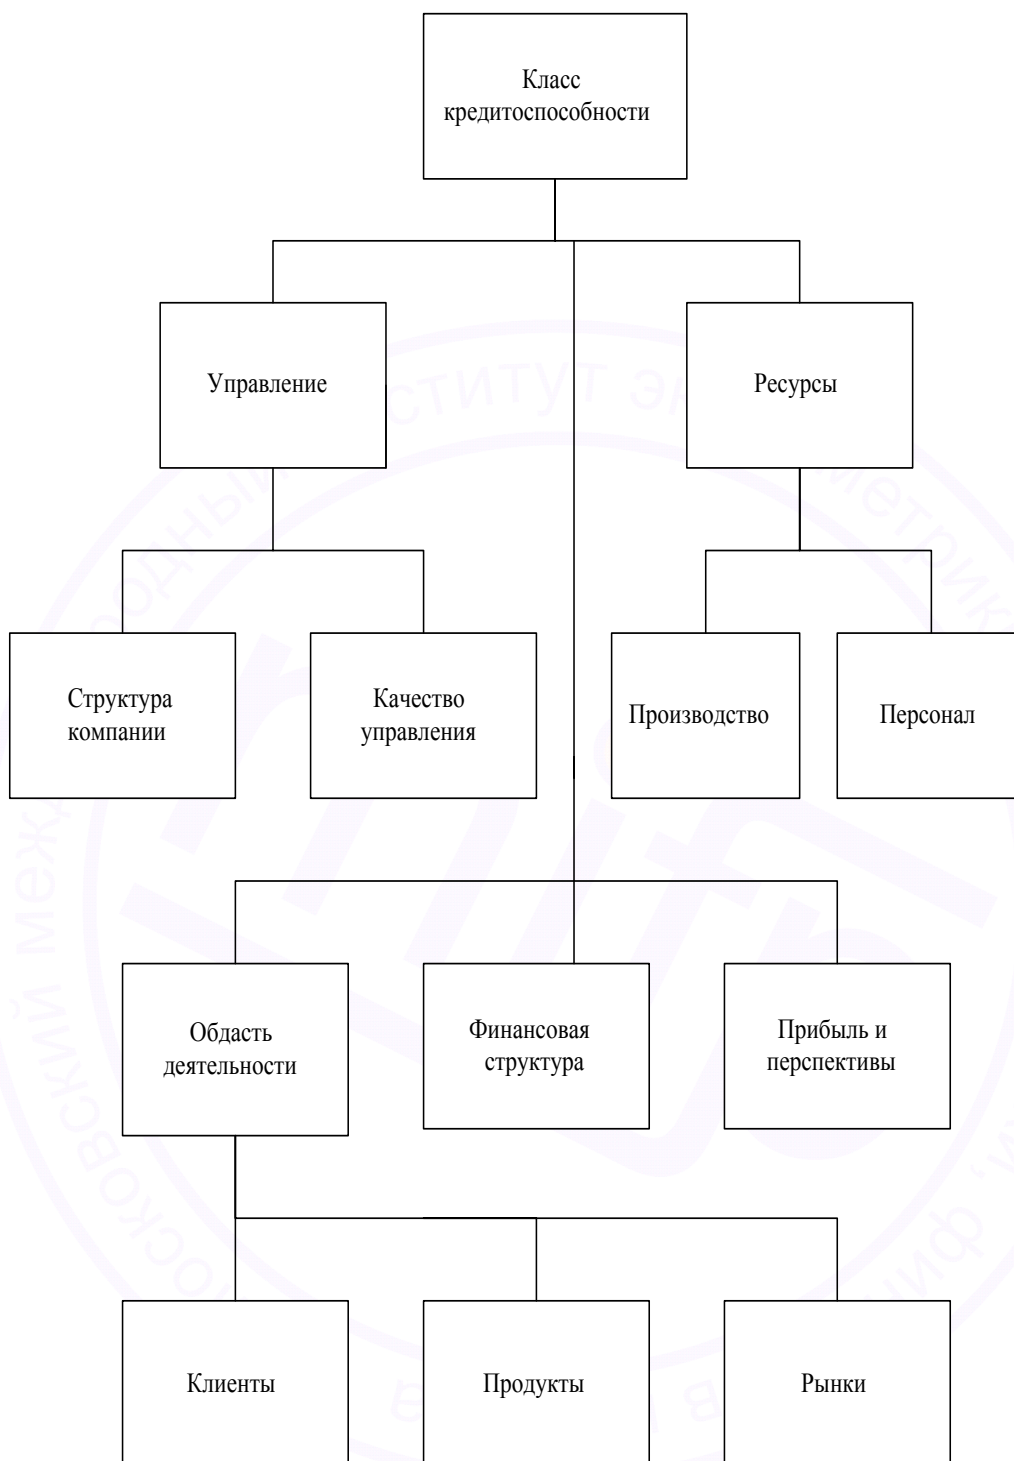 Класс
кредитоспособности
Управление
Ресурсы
Структура
компании
Качество
управления
Производство
Персонал
Обдасть
деятельности
Финансовая
структура
Прибыль и
перспективы
Клиенты
Продукты
Рынки